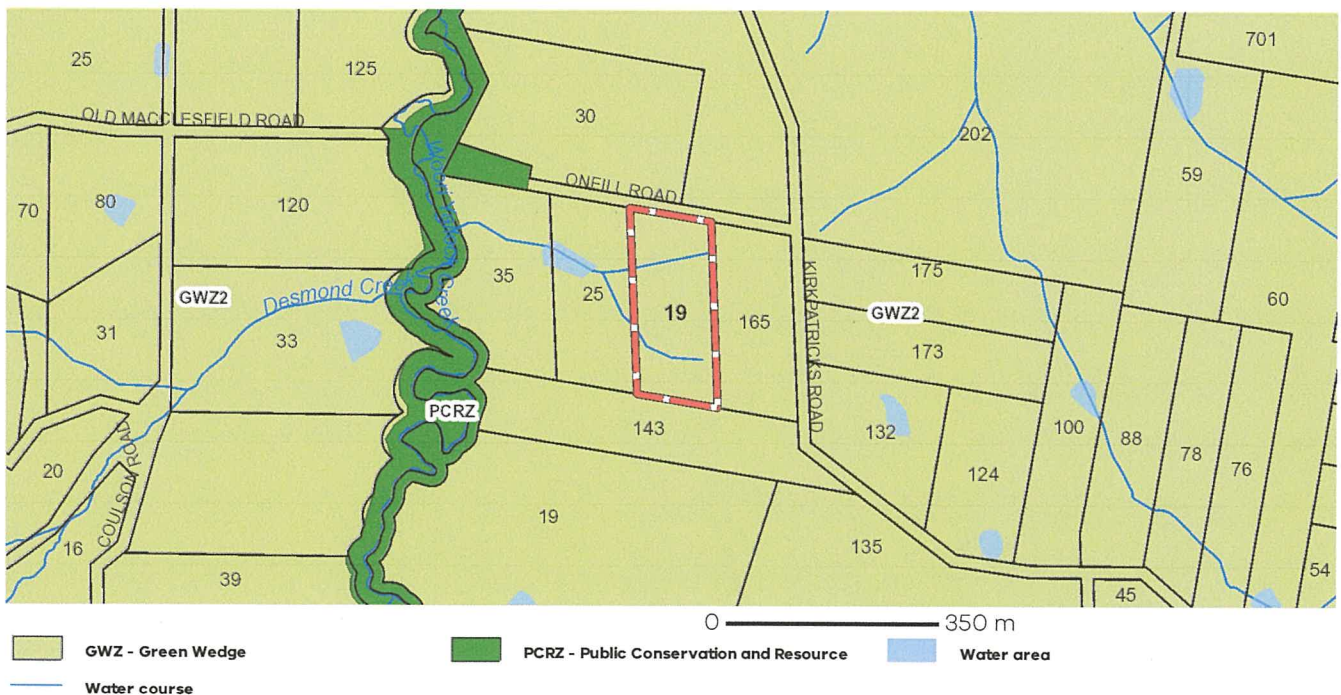 25
125
701
OLD MACCLESFIELD ROAD
30
202
59
ONEILL ROAD
70
80
120
Desmond Creek
GWZ2
35
25
19
165
175
GWZ2
60
31
33
173
KIRKPATRICKS ROAD
PCRZ
143
132
100
88
78
76
124
20
COULSON ROAD
16
19
135
39
54
45
0 350 m
GWZ - Green Wedge
PCRZ - Public Conservation and Resource
Water area
Water course